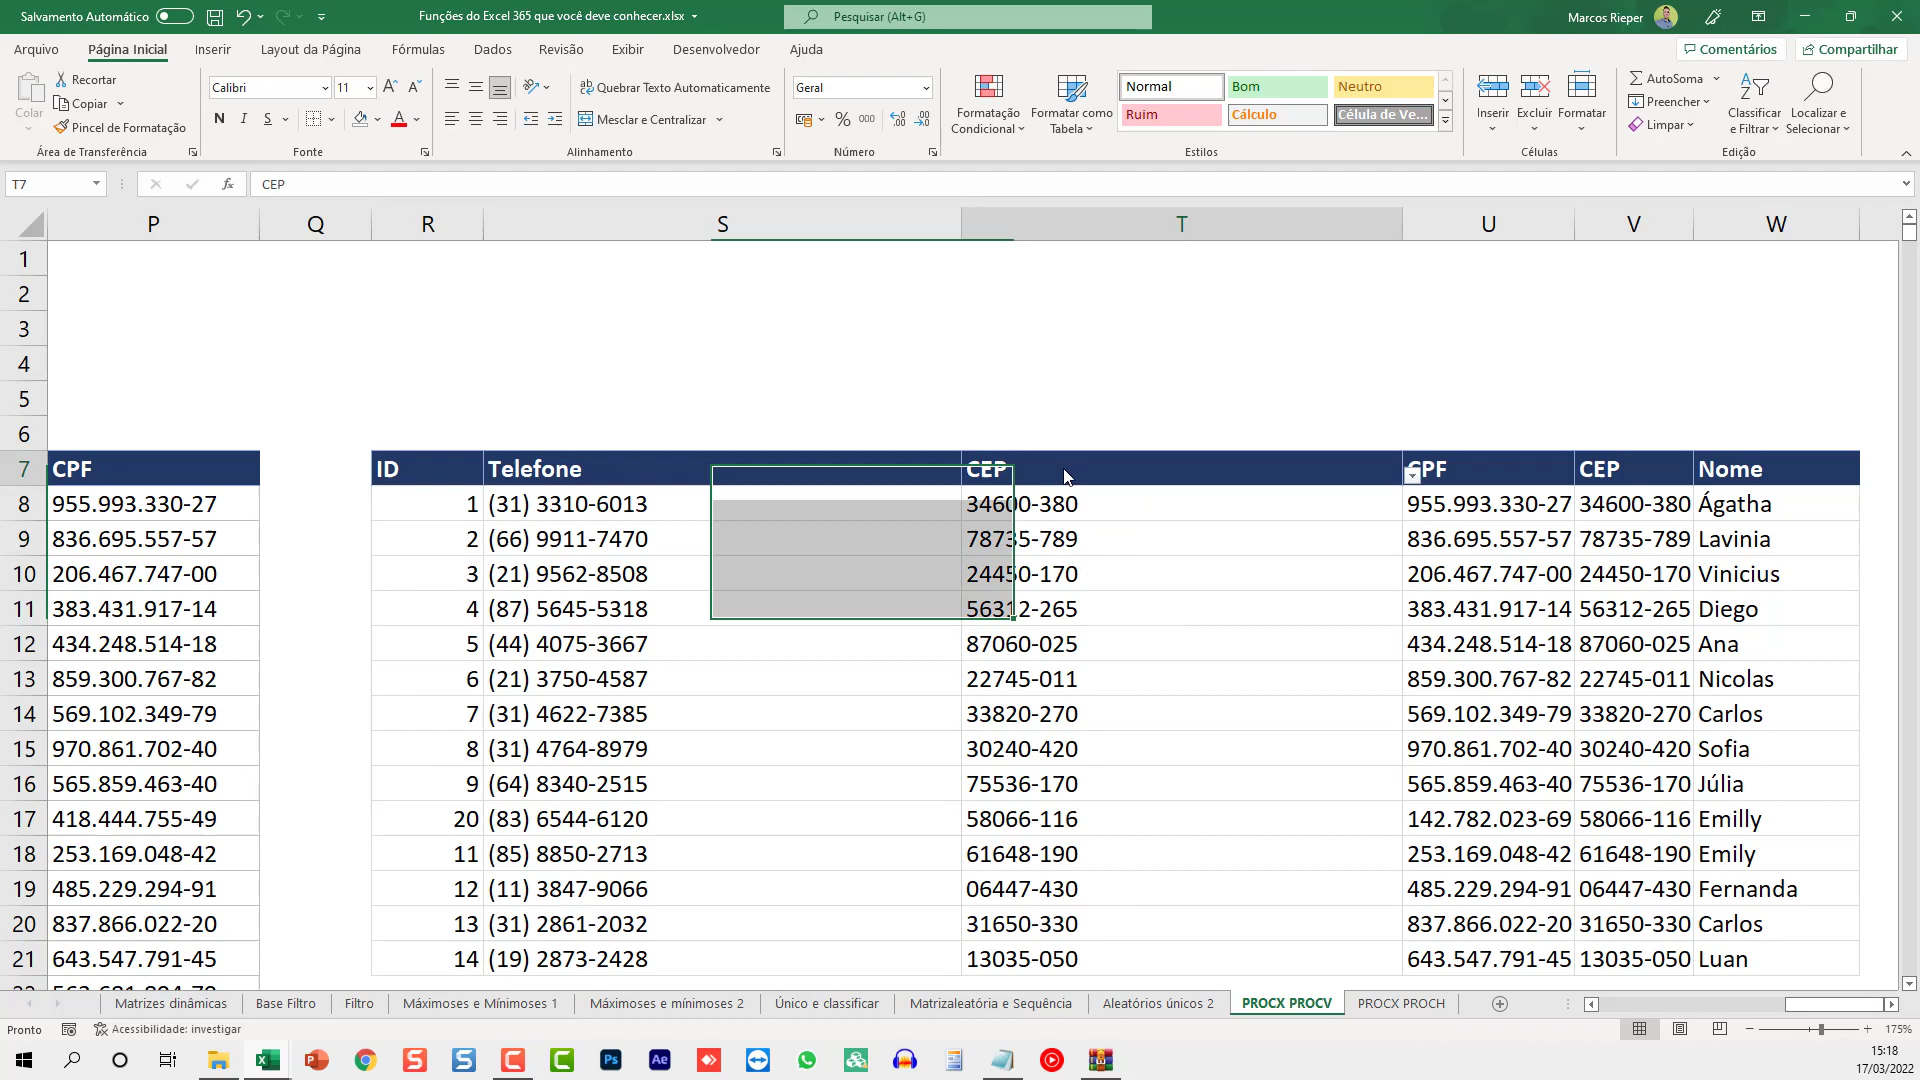 Salvamento Automático
Funções do Excel 365 que você deve conhecer.xlsx
Pesquisar (Alt+G)
Marcos Rieper
Arquivo Página Inicial Inserir Layout da Página Fórmulas Dados Revisão Exibir Desenvolvedor Ajuda
Comentários Compartilhar
Colar
Recortar
Copiar
Pincel de Formatação
Área de Transferência
Calibri 11
N I S
Fonte
Quebrar Texto Automaticamente
Mesclar e Centralizar
Alinhamento
Geral
% 000
Número
Formatação Condicional
Formatar como Tabela
Normal Bom Neutro
Ruim Cálculo Célula de Ve...
Estilos
Inserir Excluir Formatar
Células
AutoSoma
Preencher
Limpar
Classificar e Filtrar
Localizar e Selecionar
Edição
T7 fx CEP
P Q R S T U V W
1
2
3
4
5
6
7 CPF ID Telefone CEP CPF CEP Nome
8 955.993.330-27 1 (31) 3310-6013 34600-380 955.993.330-27 34600-380 Ágatha
9 836.695.557-57 2 (66) 9911-7470 78735-789 836.695.557-57 78735-789 Lavinia
10 206.467.747-00 3 (21) 9562-8508 24450-170 206.467.747-00 24450-170 Vinicius
11 383.431.917-14 4 (87) 5645-5318 56312-265 383.431.917-14 56312-265 Diego
12 434.248.514-18 5 (44) 4075-3667 87060-025 434.248.514-18 87060-025 Ana
13 859.300.767-82 6 (21) 3750-4587 22745-011 859.300.767-82 22745-011 Nicolas
14 569.102.349-79 7 (31) 4622-7385 33820-270 569.102.349-79 33820-270 Carlos
15 970.861.702-40 8 (31) 4764-8979 30240-420 970.861.702-40 30240-420 Sofia
16 565.859.463-40 9 (64) 8340-2515 75536-170 565.859.463-40 75536-170 Júlia
17 418.444.755-49 20 (83) 6544-6120 58066-116 142.782.023-69 58066-116 Emilly
18 253.169.048-42 11 (85) 8850-2713 61648-190 253.169.048-42 61648-190 Emily
19 485.229.294-91 12 (11) 3847-9066 06447-430 485.229.294-91 06447-430 Fernanda
20 837.866.022-20 13 (31) 2861-2032 31650-330 837.866.022-20 31650-330 Carlos
21 643.547.791-45 14 (19) 2873-2428 13035-050 643.547.791-45 13035-050 Luan
Matrizes dinâmicas Base Filtro Filtro Máximoses e Mínimoses 1 Máximoses e mínimoses 2 Único e classificar Matrizaleatória e Sequência Aleatórios únicos 2 PROCX PROCV PROCX PROCH
Pronto Acessibilidade: investigar 175%
Ps Ae
15:18
17/03/2022